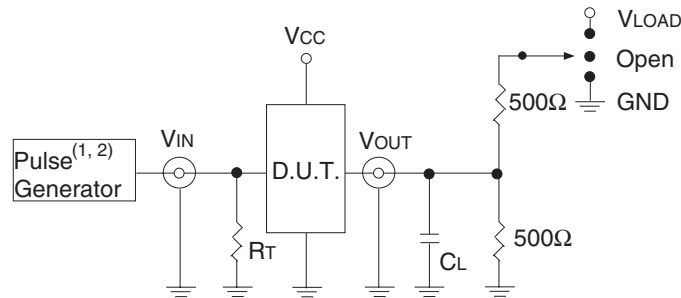 VLOAD
VCC
Open
500Ω
GND
VIN
VOUT
Pulse(1, 2)
Generator
D.U.T.
RT
CL
500Ω